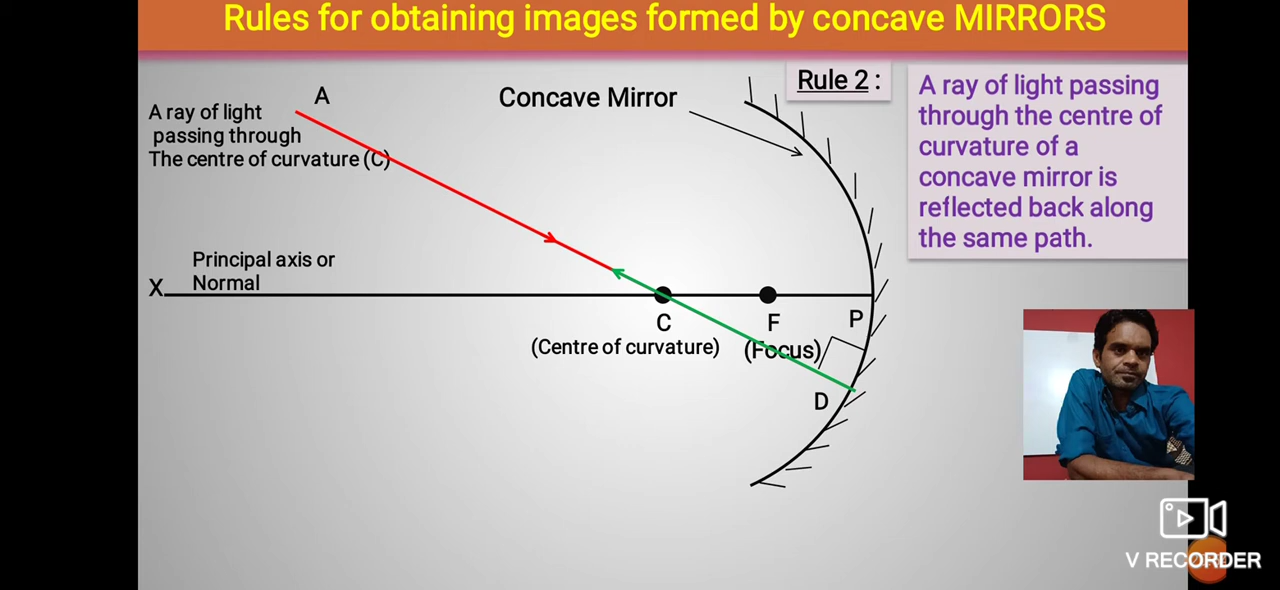 Rules for obtaining images formed by concave MIRRORS
Rule 2 :
A ray of light passing
through the centre of
curvature of a
concave mirror is
reflected back along
the same path.
A
Concave Mirror
A ray of light
passing through
The centre of curvature (C)
Principal axis or
Normal
X
C
F
P
(Centre of curvature)
(Focus)
D
V RECORDER